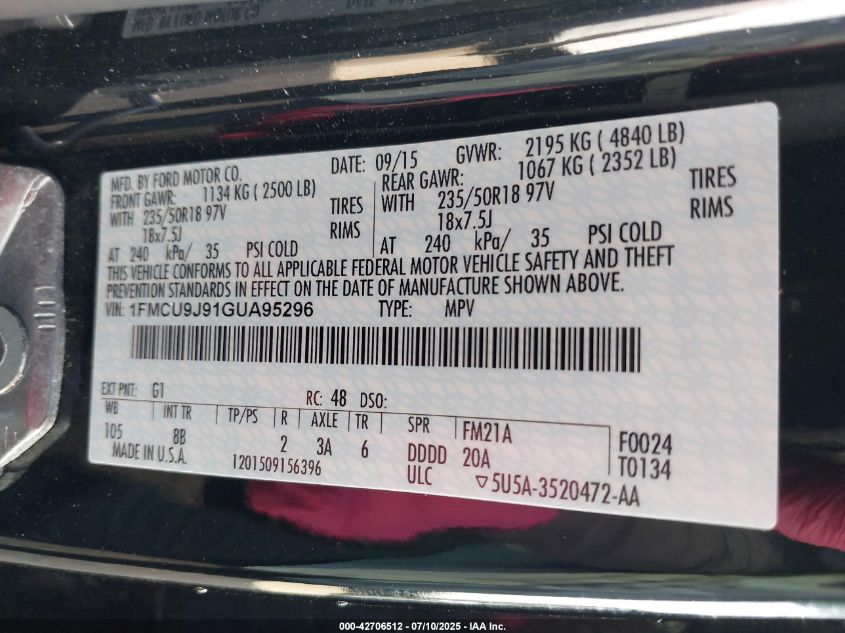 MFD. BY FORD MOTOR CO.
DATE: 09/15
GVWR: 2195 KG ( 4840 LB)
FRONT GAWR: 1134 KG ( 2500 LB)
REAR GAWR: 1067 KG ( 2352 LB)
WITH 235/50R18 97V TIRES
WITH 235/50R18 97V TIRES
18x7.5J RIMS
18x7.5J RIMS
AT 240 kPa/ 35 PSI COLD
AT 240 kPa/ 35 PSI COLD
THIS VEHICLE CONFORMS TO ALL APPLICABLE FEDERAL MOTOR VEHICLE SAFETY AND THEFT
PREVENTION STANDARDS IN EFFECT ON THE DATE OF MANUFACTURE SHOWN ABOVE.
VIN: 1FMCU9J91GUA95296 TYPE: MPV
EXT PNT: G1 RC: 48 DSO:
WB INT TR TP/PS R AXLE TR SPR FM21A
105 8B 2 3A 6 DDDD 20A F0024
MADE IN U.S.A. 1201509156396 ULC ▽5U5A-3520472-AA T0134
000-42706512 - 07/10/2025 - IAA Inc.